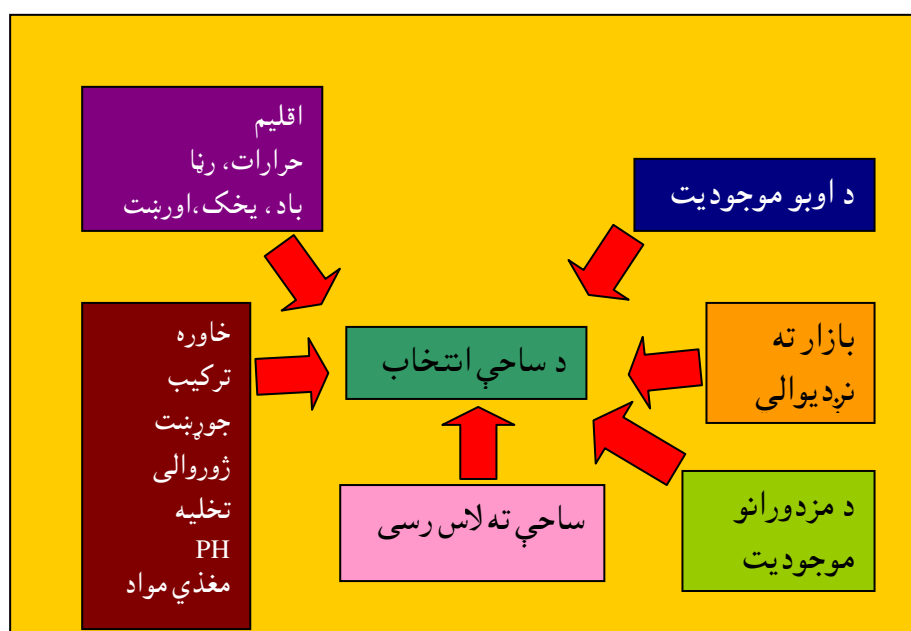 اقلیم
حرارات، رڼا
باد، یخک،اورښت
د اوبو موجودیت
خاوره
ترکیب
جوړښت
ژوروالی
تخلیه
PH
مغذي مواد
د ساحې انتخاب
بازار ته
نږدیوالی
ساحې ته لاس رسی
د مزدورانو
موجودیت